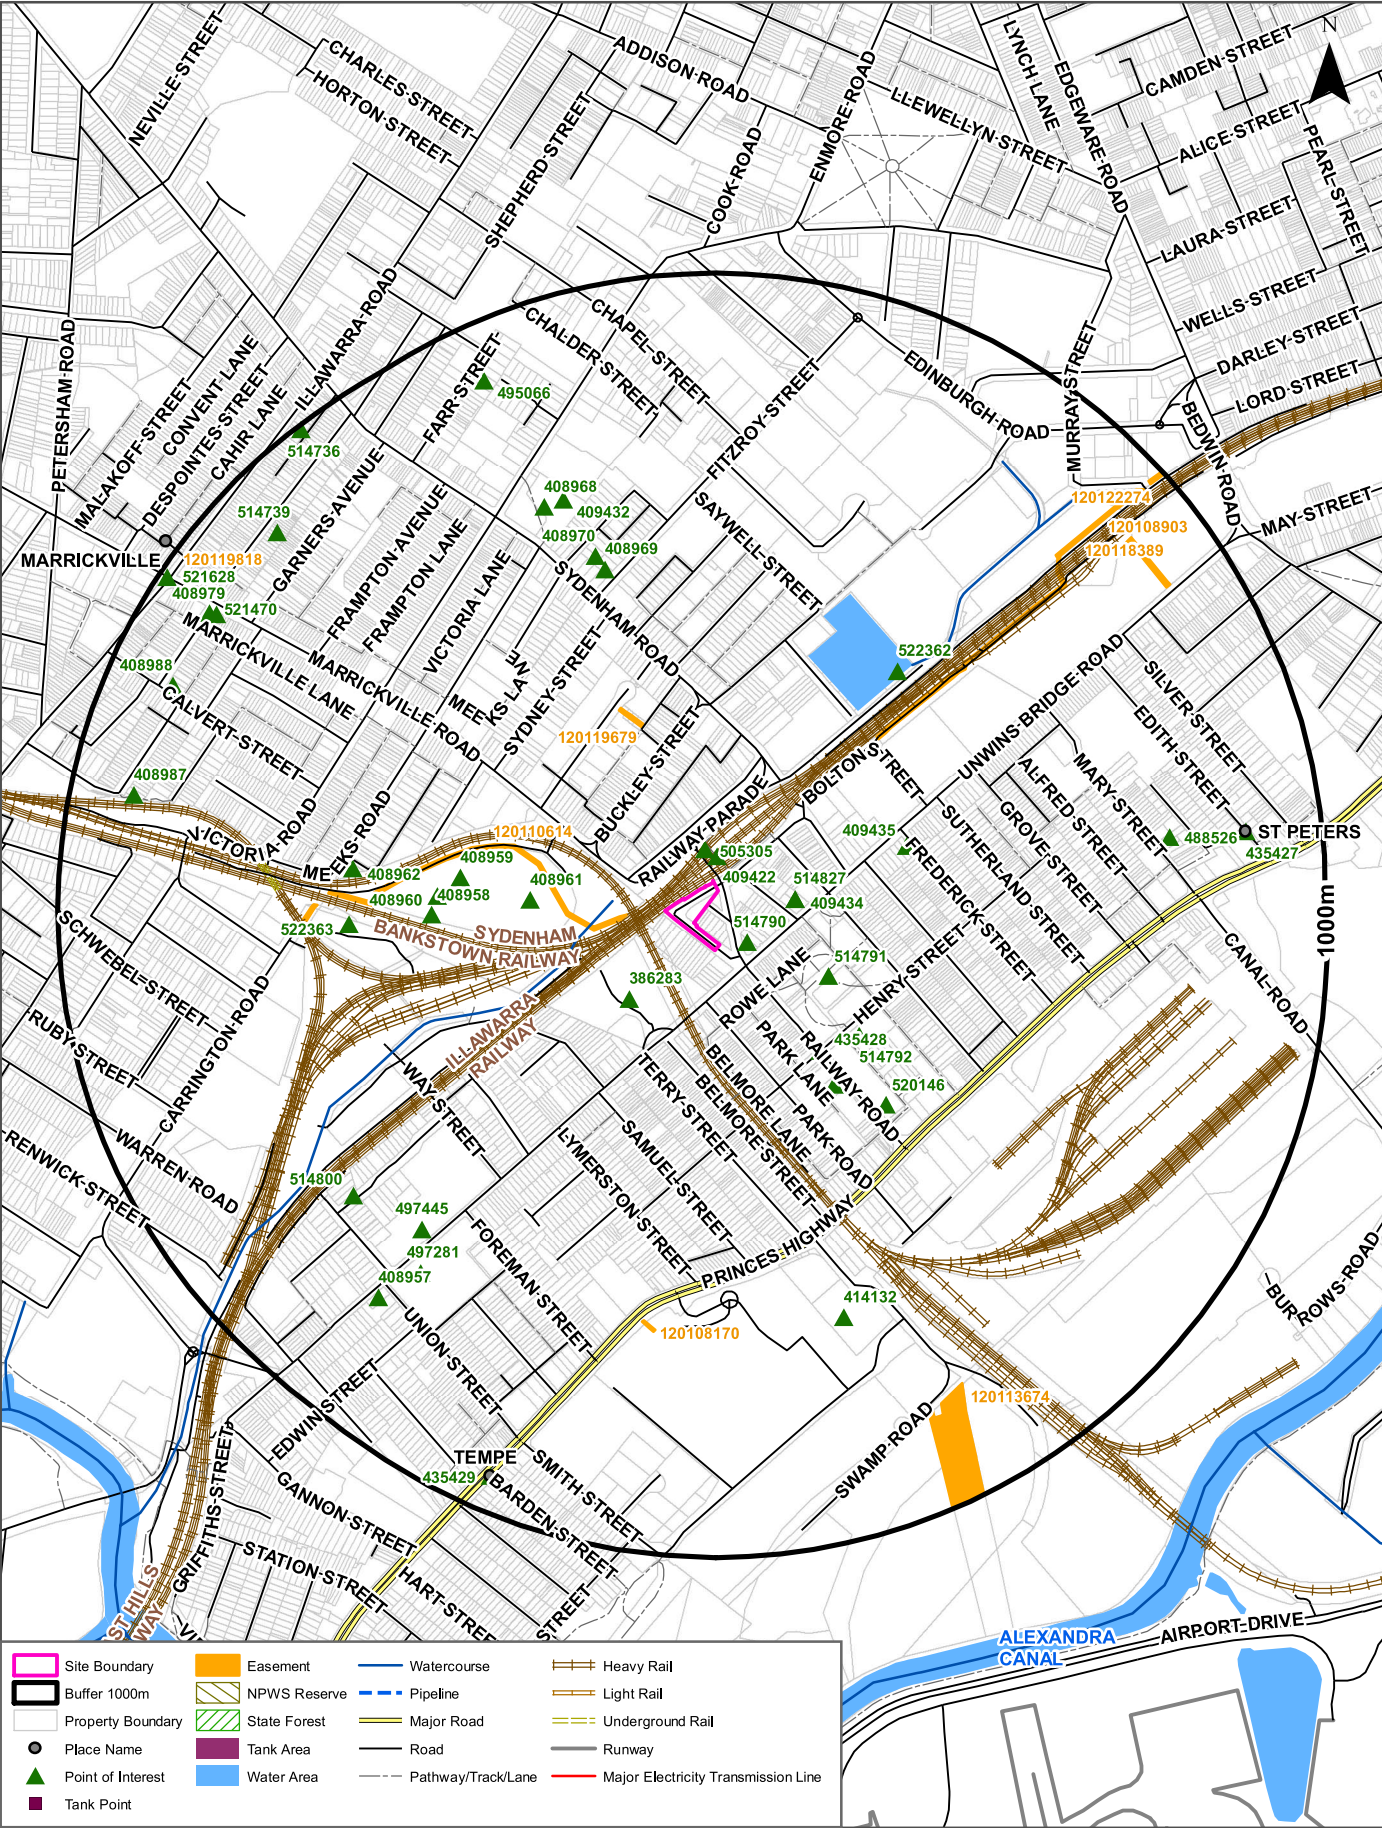 N
NEVILLE STREET
CHARLES STREET
HORTON STREET
SHEPHERD STREET
ADDISON ROAD
COOK ROAD
ENMORE ROAD
LLEWELLYN STREET
LYNCH LANE
EDGEWARE ROAD
CAMDEN STREET
ALICE STREET
PEARL STREET
LAURA STREET
WELLS STREET
DARLEY STREET
LORD STREET
PETERSHAM ROAD
MALAKOFF STREET
CONVENT LANE
DESPOINTES STREET
CAHIR LANE
ILLAWARRA ROAD
FARR STREET
CHALDER STREET
CHAPEL STREET
FITZROY STREET
EDINBURGH ROAD
MURRAY STREET
BEDWIN ROAD
MAY STREET
495066
514736
514739
GARNERS AVENUE
FRAMPTON AVENUE
FRAMPTON LANE
VICTORIA LANE
408968
409432
408970
408969
SAYWELL STREET
SYDENHAM ROAD
120122274
120108903
120118389
MARRICKVILLE
120119818
521628
408979
521470
408988
MARRICKVILLE LANE
MARRICKVILLE ROAD
CALVERT STREET
MEE
KS LA
NE
SYDNEY STREET
522362
120119679
BUCKLEY STREET
UNWINS BRIDGE ROAD
SILVER STREET
EDITH STREET
MARY STREET
ALFRED STREET
GROVE STREET
SUTHERLAND STREET
FREDERICK STREET
BOLTON STREET
RAILWAY PARADE
408987
VICTORIA ROAD
MEEKS ROAD
120110614
408959
408962
408961
408960
408958
522363
SYDENHAM
BANKSTOWN RAILWAY
505305
409422
409435
514827
409434
514790
514791
488526
ST PETERS
435427
1000m
CANAL ROAD
SCHWEBEL STREET
RUBY STREET
CARRINGTON ROAD
WARREN ROAD
RENWICK STREET
386283
ILLAWARRA
RAILWAY
WAY STREET
ROWE LANE
HENRY STREET
PARK LANE
RAILWAY ROAD
435428
514792
520146
TERRY STREET
BELMORE LANE
BELMORE STREET
PARK ROAD
SAMUEL STREET
LYMERSTON STREET
514800
497445
497281
408957
FOREMAN STREET
UNION STREET
PRINCES HIGHWAY
414132
120108170
120113674
BURROWS ROAD
SWAMP ROAD
EDWIN STREET
TEMPE
435429
SMITH STREET
BARDEN STREET
GANNON STREET
GRIFFITHS STREET
STATION STREET
HART STREE
STREET
ST HILLS
WAY
VI
ALEXANDRA
CANAL
AIRPORT DRIVE
Site Boundary
Buffer 1000m
Property Boundary
Place Name
Point of Interest
Tank Point
Easement
NPWS Reserve
State Forest
Tank Area
Water Area
Watercourse
Pipeline
Major Road
Road
Pathway/Track/Lane
Heavy Rail
Light Rail
Underground Rail
Runway
Major Electricity Transmission Line